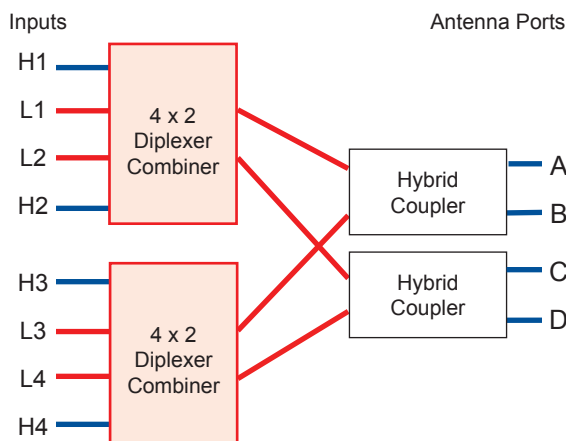 Inputs
Antenna Ports
H1
L1
L2
H2
4 x 2
Diplexer
Combiner
H3
L3
L4
H4
4 x 2
Diplexer
Combiner
Hybrid
Coupler
A
B
Hybrid
Coupler
C
D